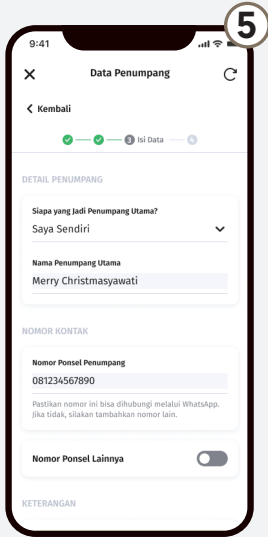 5
9:41
Data Penumpang
Kembali
3 Isi Data 4
DETAIL PENUMPANG
Siapa yang Jadi Penumpang Utama?
Saya Sendiri
Nama Penumpang Utama
Merry Christmasyawati
NOMOR KONTAK
Nomor Ponsel Penumpang
081234567890
Pastikan nomor ini bisa dihubungi melalui WhatsApp.
Jika tidak, silakan tambahkan nomor lain.
Nomor Ponsel Lainnya
KETERANGAN